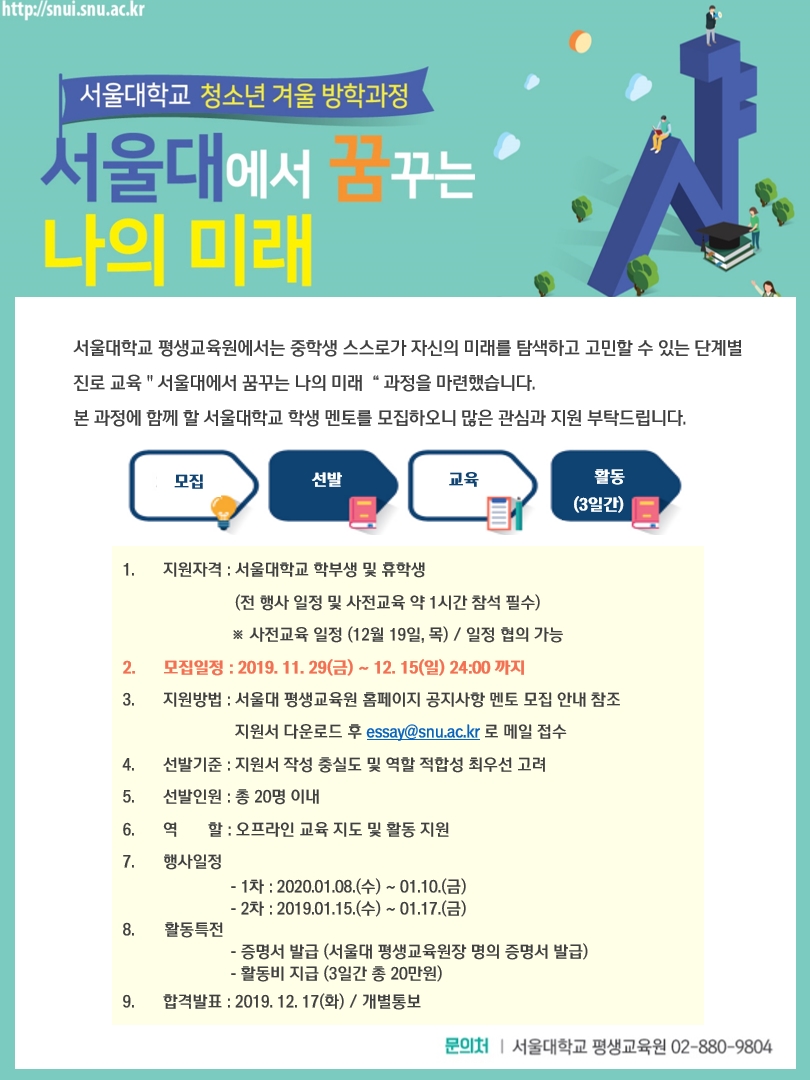 http://snui.snu.ac.kr
서울대학교 청소년 겨울 방학과정
서울대에서 꿈꾸는
나의 미래
서울대학교 평생교육원에서는 중학생 스스로가 자신의 미래를 탐색하고 고민할 수 있는 단계별
진로 교육 " 서울대에서 꿈꾸는 나의 미래 “ 과정을 마련했습니다.
본 과정에 함께 할 서울대학교 학생 멘토를 모집하오니 많은 관심과 지원 부탁드립니다.
모집
선발
교육
활동
(3일간)
1. 지원자격 : 서울대학교 학부생 및 휴학생
(전 행사 일정 및 사전교육 약 1시간 참석 필수)
※ 사전교육 일정 (12월 19일, 목) / 일정 협의 가능
2. 모집일정 : 2019. 11. 29(금) ~ 12. 15(일) 24:00 까지
3. 지원방법 : 서울대 평생교육원 홈페이지 공지사항 멘토 모집 안내 참조
지원서 다운로드 후 essay@snu.ac.kr 로 메일 접수
4. 선발기준 : 지원서 작성 충실도 및 역할 적합성 최우선 고려
5. 선발인원 : 총 20명 이내
6. 역 할 : 오프라인 교육 지도 및 활동 지원
7. 행사일정
- 1차 : 2020.01.08.(수) ~ 01.10.(금)
- 2차 : 2019.01.15.(수) ~ 01.17.(금)
8. 활동특전
- 증명서 발급 (서울대 평생교육원장 명의 증명서 발급)
- 활동비 지급 (3일간 총 20만원)
9. 합격발표 : 2019. 12. 17(화) / 개별통보
문의처 | 서울대학교 평생교육원 02-880-9804